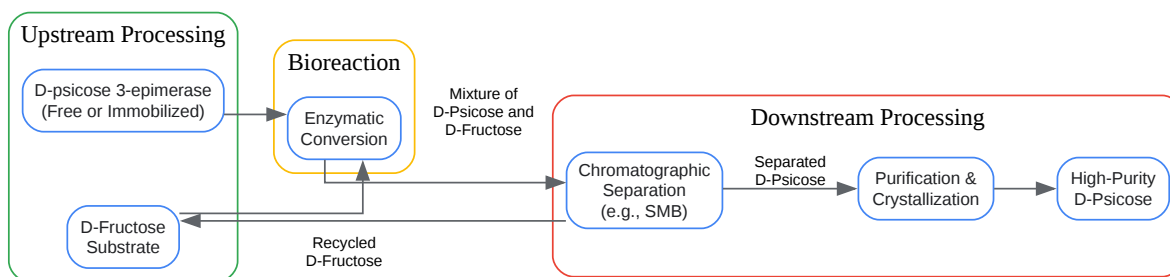 Upstream Processing
D-psicose 3-epimerase
(Free or Immobilized)
D-Fructose
Substrate
Bioreaction
Enzymatic
Conversion
Mixture of
D-Psicose and
D-Fructose
Recycled
D-Fructose
Downstream Processing
Chromatographic
Separation
(e.g., SMB)
Separated
D-Psicose
Purification &
Crystallization
High-Purity
D-Psicose